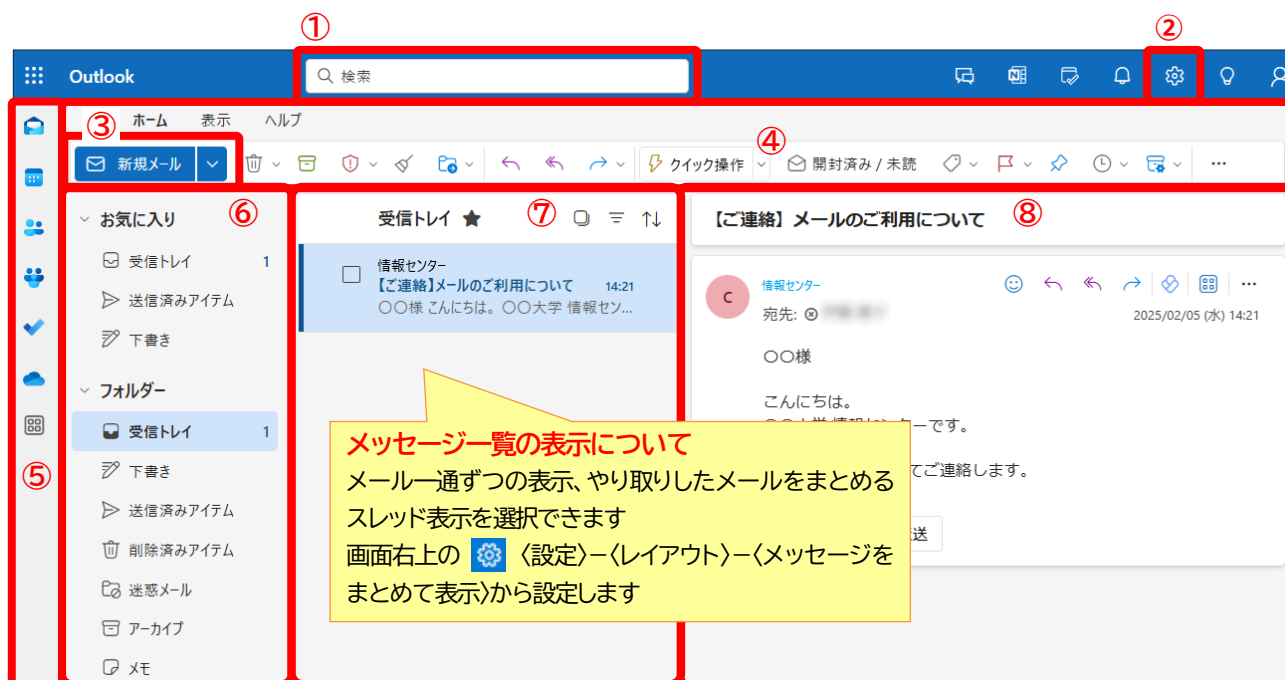 ① ②
Outlook 検索
③ ホーム 表示 ヘルプ
④
新規メール クイック操作 開封済み / 未読
お気に入り ⑥
受信トレイ 1
送信済みアイテム
下書き
フォルダー
受信トレイ 1
下書き
送信済みアイテム
削除済みアイテム
迷惑メール
アーカイブ
メモ
⑤
受信トレイ ★ ⑦
情報センター
【ご連絡】メールのご利用について 14:21
〇〇様 こんにちは。〇〇大学 情報セン...
【ご連絡】メールのご利用について ⑧
C 情報センター
宛先:
2025/02/05 (水) 14:21
〇〇様
こんにちは。
です。
てご連絡します。
送
メッセージ一覧の表示について
メール一通ずつの表示、やり取りしたメールをまとめる
スレッド表示を選択できます
画面右上の 〈設定〉－〈レイアウト〉－〈メッセージを
まとめて表示〉から設定します